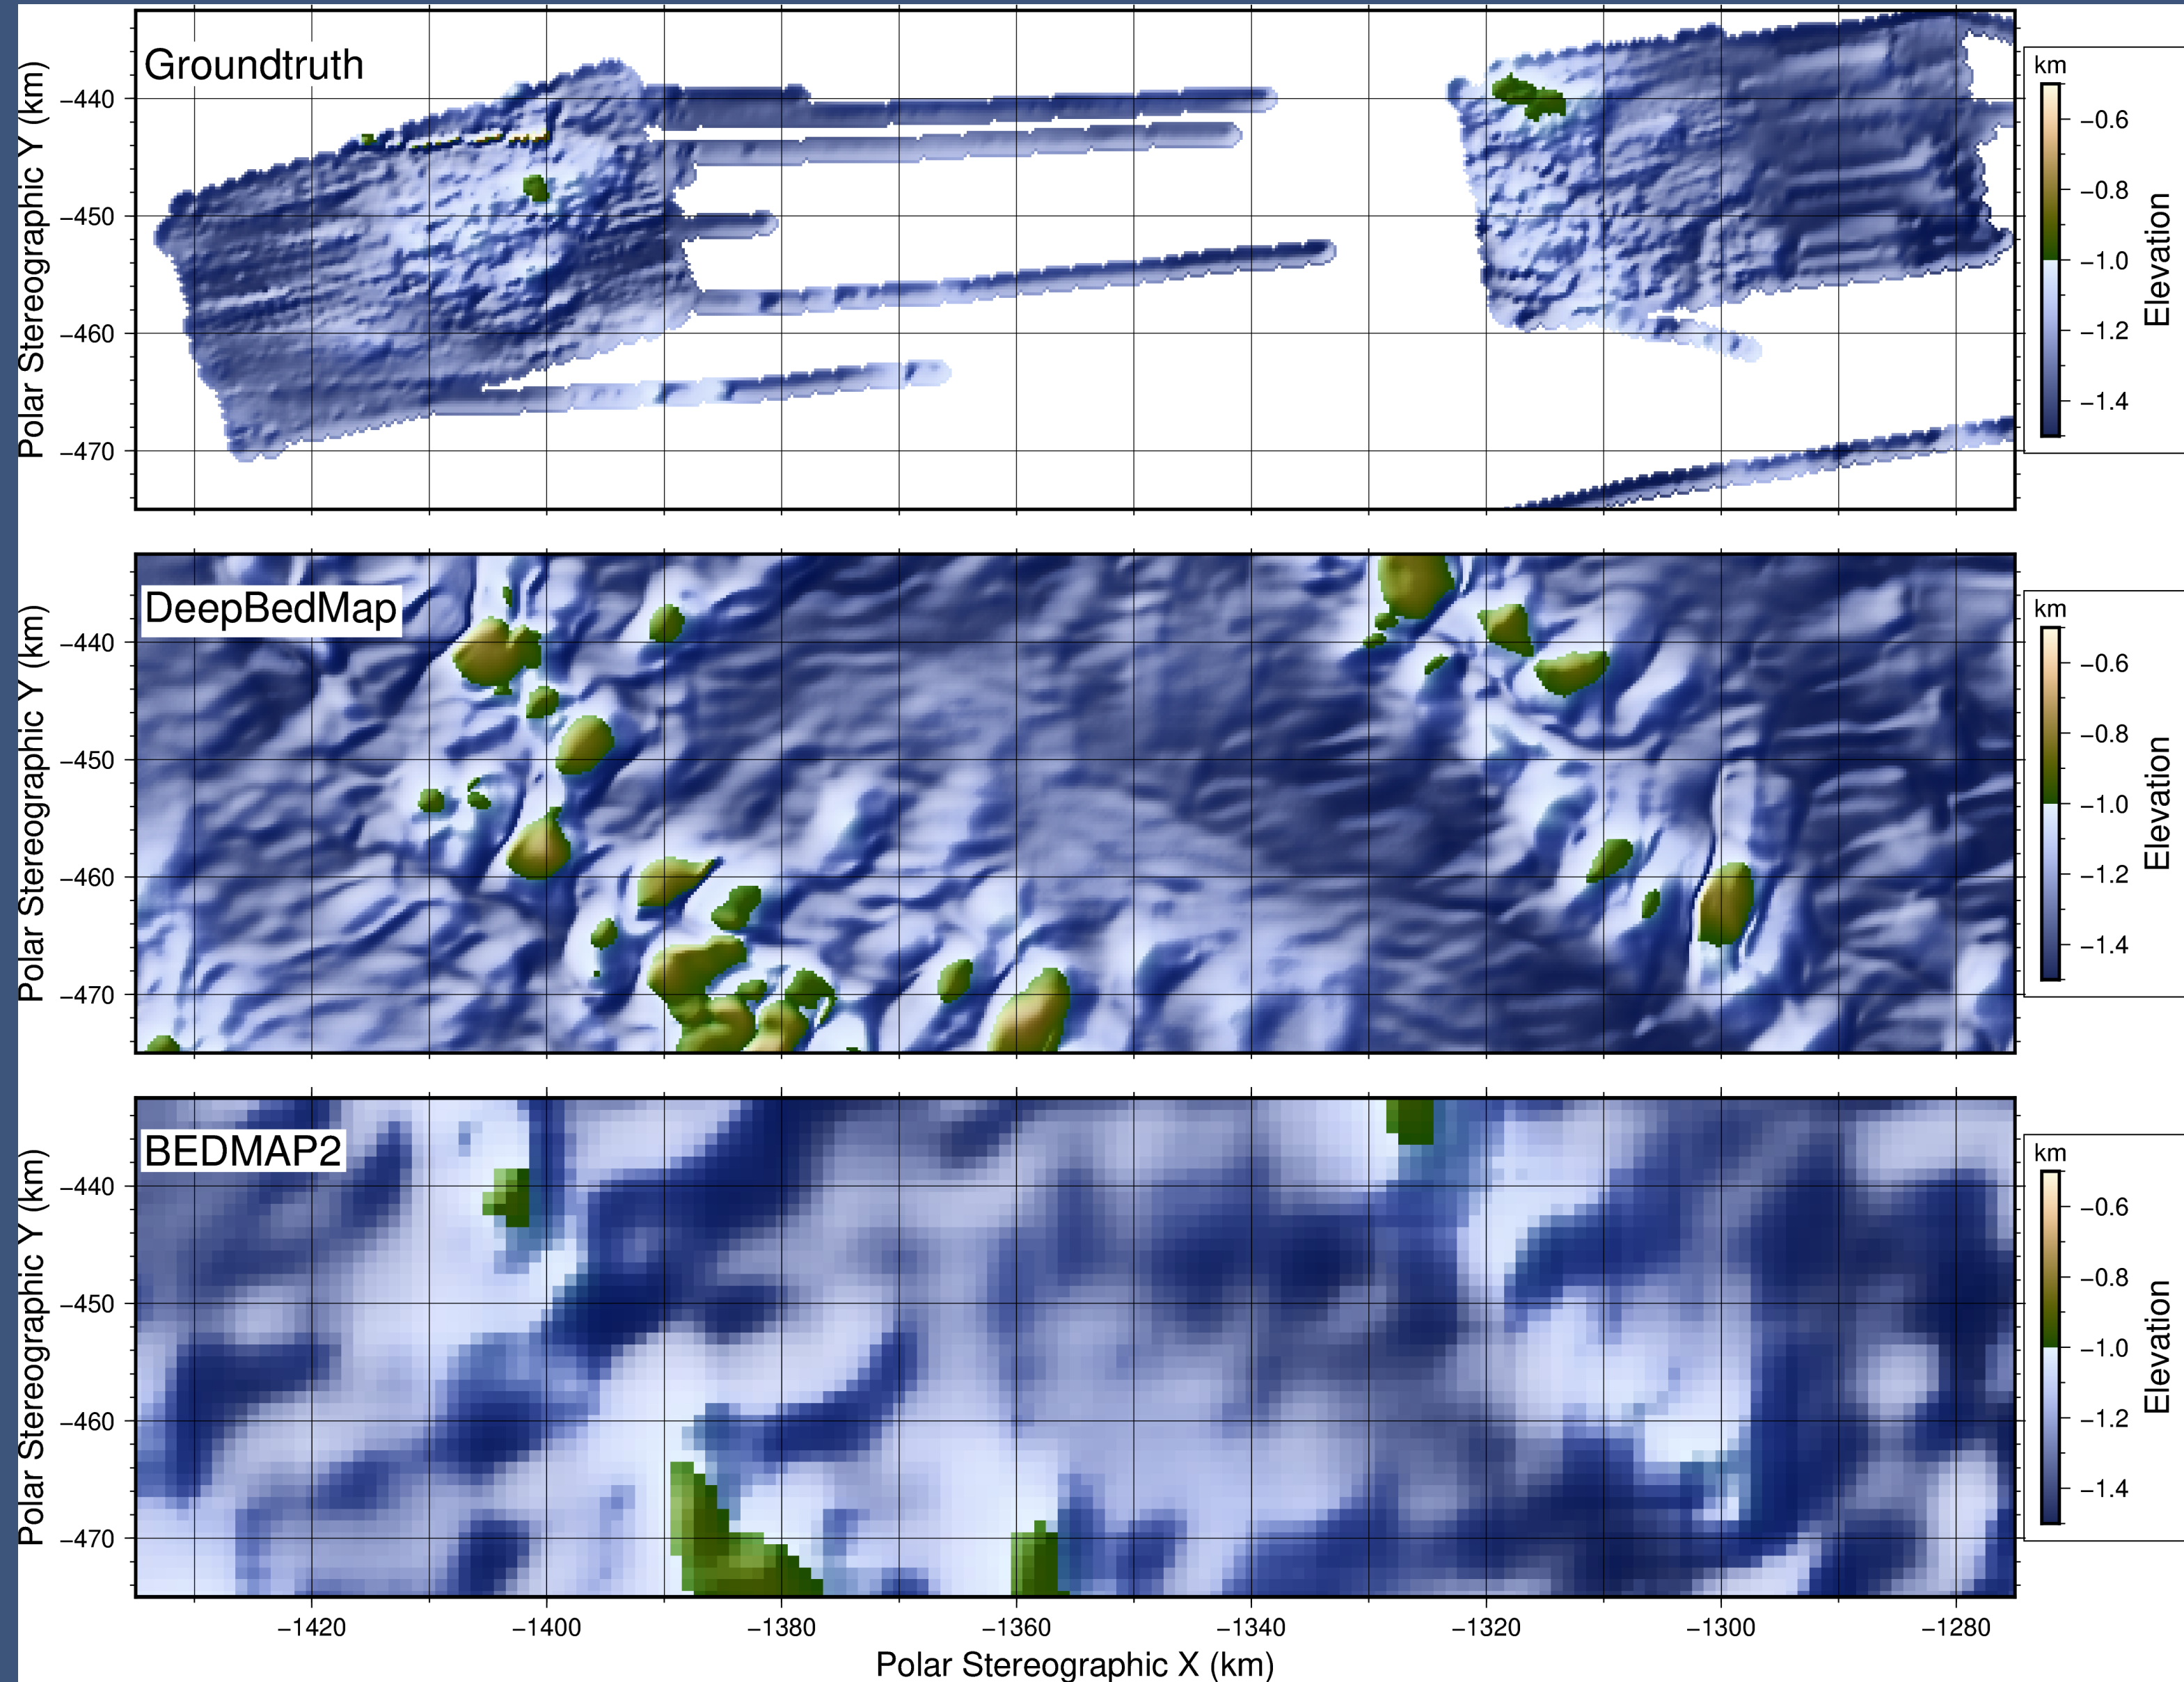 Groundtruth
Polar Stereographic Y (km)
−440
−450
−460
−470
km
−0.6
−0.8
−1.0
−1.2
−1.4
Elevation
DeepBedMap
Polar Stereographic Y (km)
−440
−450
−460
−470
km
−0.6
−0.8
−1.0
−1.2
−1.4
Elevation
BEDMAP2
Polar Stereographic Y (km)
−440
−450
−460
−470
km
−0.6
−0.8
−1.0
−1.2
−1.4
Elevation
−1420 −1400 −1380 −1360 −1340 −1320 −1300 −1280
Polar Stereographic X (km)